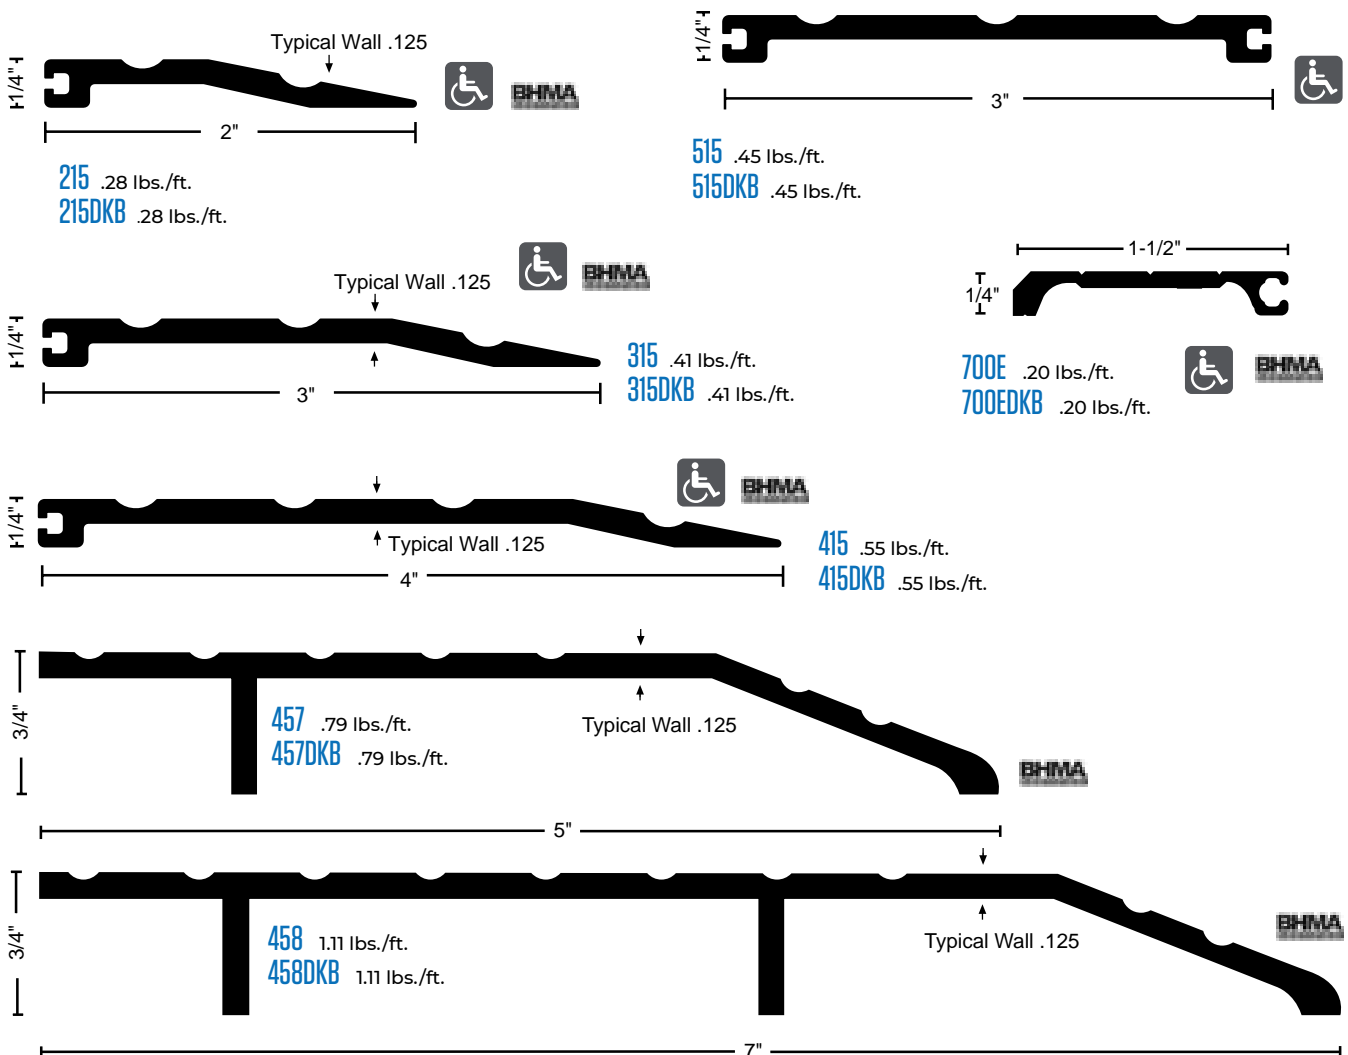 Typical Wall .125
1/4"
BHMA
2"
215 .28 lbs./ft.
215DKB .28 lbs./ft.
1/4"
3"
515 .45 lbs./ft.
515DKB .45 lbs./ft.
Typical Wall .125
BHMA
1/4"
3"
315 .41 lbs./ft.
315DKB .41 lbs./ft.
1-1/2"
1/4"
700E .20 lbs./ft.
700EDKB .20 lbs./ft.
BHMA
BHMA
1/4"
Typical Wall .125
4"
415 .55 lbs./ft.
415DKB .55 lbs./ft.
3/4"
457 .79 lbs./ft.
457DKB .79 lbs./ft.
Typical Wall .125
BHMA
5"
3/4"
458 1.11 lbs./ft.
458DKB 1.11 lbs./ft.
Typical Wall .125
BHMA
7"